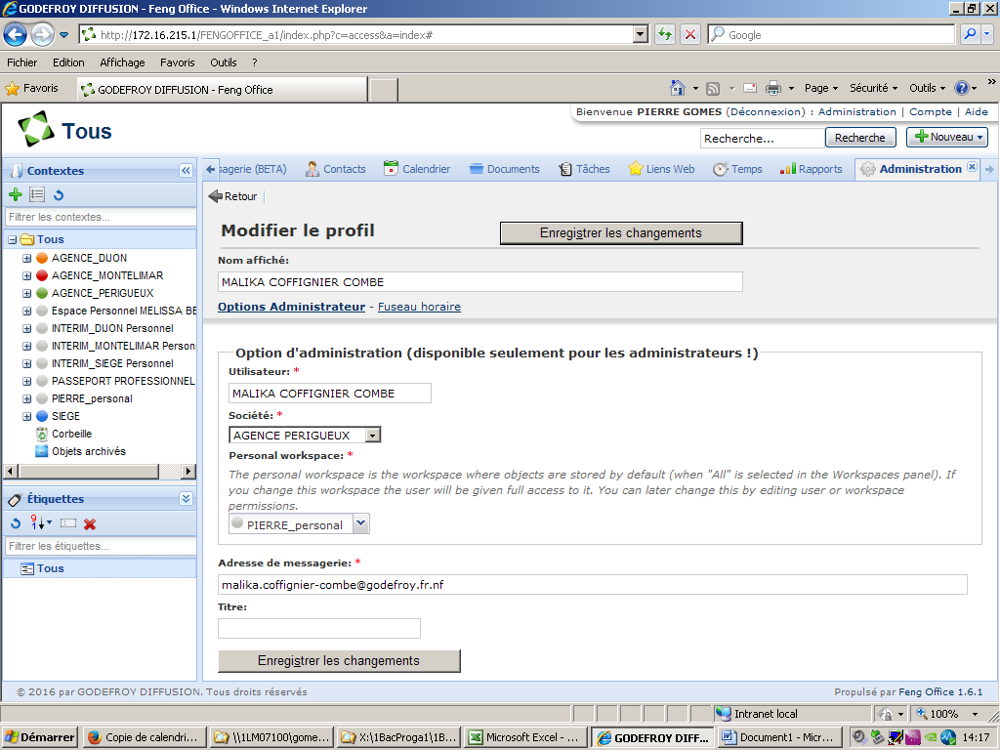 GODEFROY DIFFUSION - Feng Office - Windows Internet Explorer
http://172.16.215.1/FENGOFFICE_a1/index.php?c=access&a=index#
Google
Fichier Edition Affichage Favoris Outils ?
Favoris GODEFROY DIFFUSION - Feng Office Page Sécurité Outils
Bienvenue PIERRE GOMES (Déconnexion) : Administration | Compte | Aide
Tous
Recherche... Recherche Nouveau
Contextes
sagerie (BETA) Contacts Calendrier Documents Tâches Liens Web Temps Rapports Administration
Filtrer les contextes...
Tous
AGENCE_DIJON
AGENCE_MONTELIMAR
AGENCE_PERIGUEUX
Espace Personnel MELISSA BE
INTERIM_DIJON Personnel
INTERIM_MONTELIMAR Person
INTERIM_SIEGE Personnel
PASSEPORT PROFESSIONNEL
PIERRE_personal
SIEGE
Corbeille
Objets archivés
Étiquettes
Filtrer les étiquettes...
Tous
Retour
Modifier le profil
Enregistrer les changements
Nom affiché:
MALIKA COFFIGNIER COMBE
Options Administrateur - Fuseau horaire
Option d'administration (disponible seulement pour les administrateurs !)
Utilisateur: *
MALIKA COFFIGNIER COMBE
Société: *
AGENCE PERIGUEUX
Personal workspace: *
The personal workspace is the workspace where objects are stored by default (when "All" is selected in the Workspaces panel). If
you change this workspace the user will be given full access to it. You can later change this by editing user or workspace
permissions.
PIERRE_personal
Adresse de messagerie: *
malika.coffignier-combe@godefroy.fr.nf
Titre:
Enregistrer les changements
© 2016 par GODEFROY DIFFUSION. Tous droits réservés
Propulsé par Feng Office 1.6.1
Intranet local
100%
Démarrer Copie de calendri... \\1LM07100\gome... X:\1BacProga1\1B... Microsoft Excel - ... GODEFROY DIFF... Document1 - Micr... 14:17